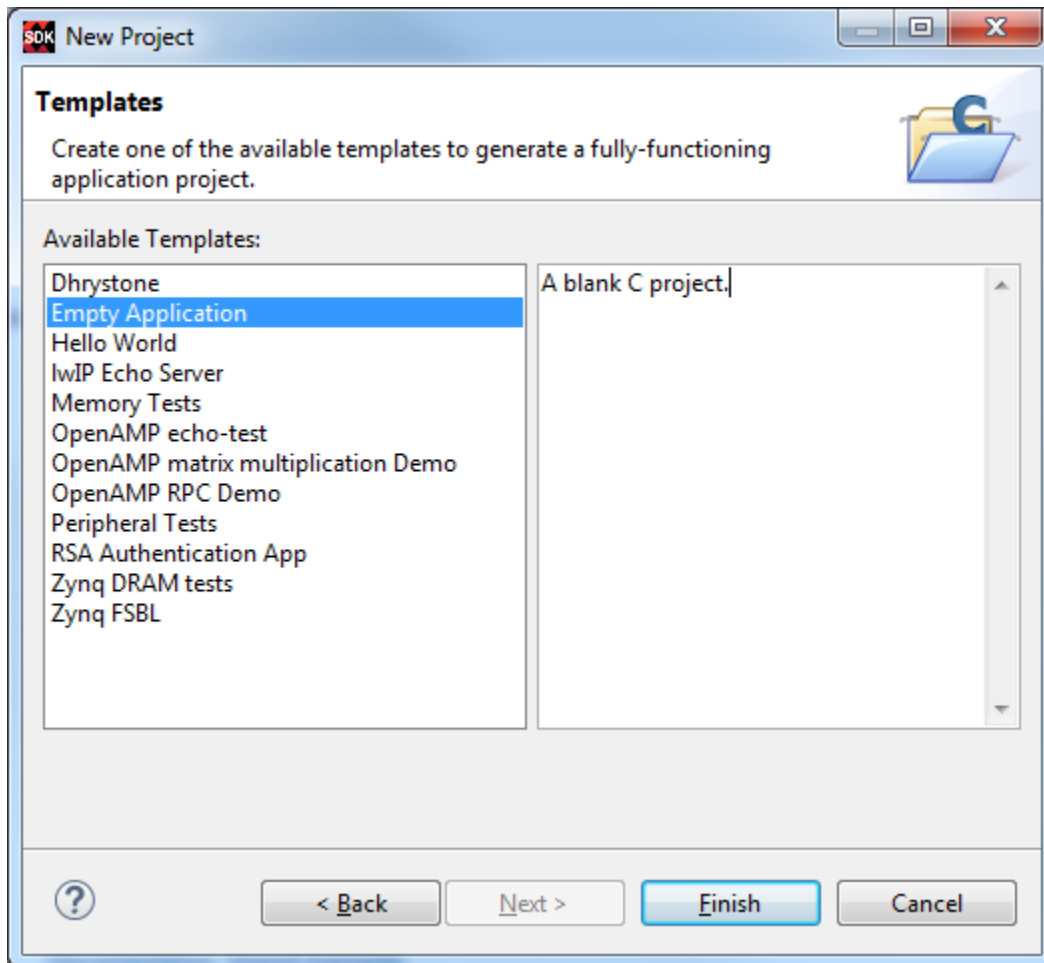 SDK New Project
Templates
Create one of the available templates to generate a fully-functioning
application project.
C
Available Templates:
Dhrystone
Empty Application
Hello World
lwIP Echo Server
Memory Tests
OpenAMP echo-test
OpenAMP matrix multiplication Demo
OpenAMP RPC Demo
Peripheral Tests
RSA Authentication App
Zynq DRAM tests
Zynq FSBL
A blank C project.
? < Back Next > Finish Cancel